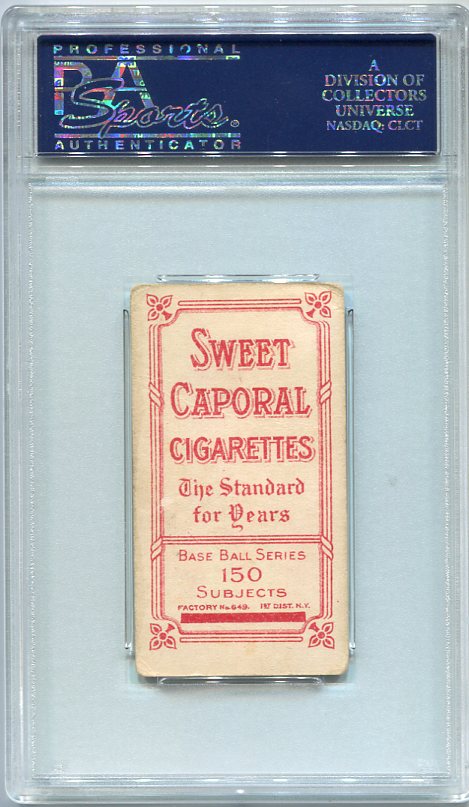 PROFESSIONAL
PSA
Sports®
AUTHENTICATOR
A
DIVISION OF
COLLECTORS
UNIVERSE
NASDAQ: CLCT
SWEET
CAPORAL
CIGARETTES
The Standard
for Years
BASE BALL SERIES
150
SUBJECTS
FACTORY No. 649. 1ST DIST. N.Y.